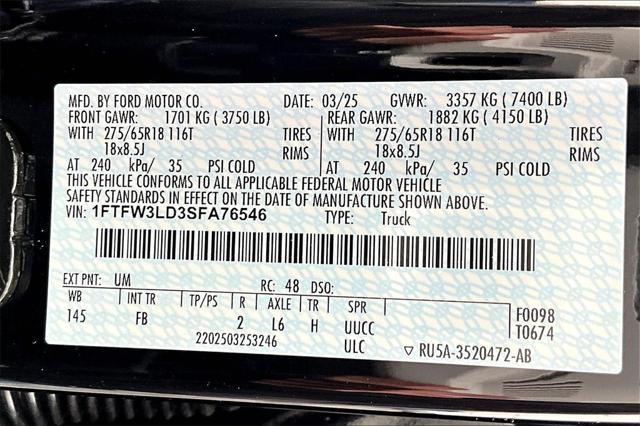 MFD. BY FORD MOTOR CO. DATE: 03/25 GVWR: 3357 KG ( 7400 LB)
FRONT GAWR: 1701 KG ( 3750 LB) REAR GAWR: 1882 KG ( 4150 LB)
WITH 275/65R18 116T TIRES WITH 275/65R18 116T TIRES
18x8.5J RIMS 18x8.5J RIMS
AT 240 kPa/ 35 PSI COLD AT 240 kPa/ 35 PSI COLD
THIS VEHICLE CONFORMS TO ALL APPLICABLE FEDERAL MOTOR VEHICLE
SAFETY STANDARDS IN EFFECT ON THE DATE OF MANUFACTURE SHOWN ABOVE.
VIN: 1FTFW3LD3SFA76546 TYPE: Truck
EXT PNT: UM RC: 48 DSO:
WB INT TR TP/PS R AXLE TR SPR F0098
145 FB 2 L6 H UUCC T0674
2202503253246 ULC ▽ RU5A-3520472-AB